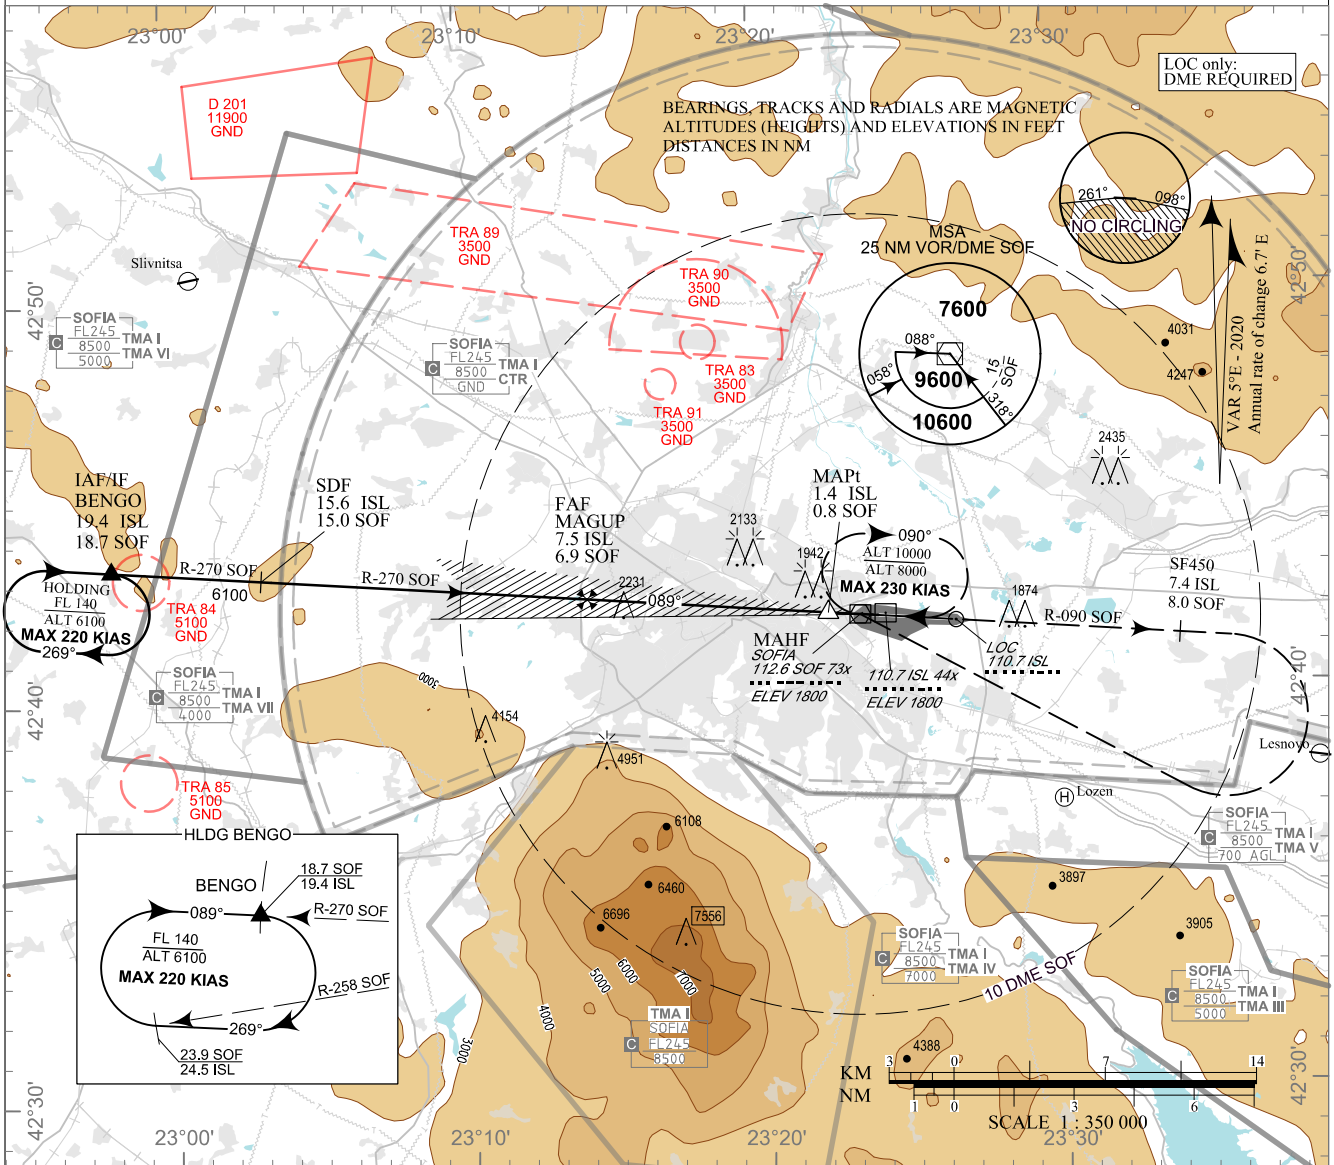 23°00'
23°10'
23°20'
23°30'
LOC only:
DME REQUIRED
BEARINGS, TRACKS AND RADIALS ARE MAGNETIC
ALTITUDES (HEIGHTS) AND ELEVATIONS IN FEET
DISTANCES IN NM
D 201
11900
GND
261°
098°
NO CIRCLING
TRA 89
3500
GND
MSA
25 NM VOR/DME SOF
7600
088°
058°
9600
15
SOF
318°
10600
VAR 5°E - 2020
Annual rate of change 6.7' E
42°50'
42°50'
Slivnitsa
TRA 90
3500
GND
TRA 83
3500
GND
TRA 91
3500
GND
SOFIA
FL245
8500
5000
C
TMA I
TMA VI
SOFIA
FL245
8500
GND
C
TMA I
CTR
4031
4247
2435
IAF/IF
BENGO
19.4 ISL
18.7 SOF
SDF
15.6 ISL
15.0 SOF
FAF
MAGUP
7.5 ISL
6.9 SOF
MAPt
1.4 ISL
0.8 SOF
2133
1942
090°
ALT 10000
ALT 8000
MAX 230 KIAS
SF450
7.4 ISL
8.0 SOF
R-270 SOF
6100
R-270 SOF
2231
089°
1874
R-090 SOF
HOLDING
FL 140
ALT 6100
MAX 220 KIAS
269°
TRA 84
5100
GND
MAHF
SOFIA
112.6 SOF 73x
ELEV 1800
110.7 ISL 44x
ELEV 1800
LOC
110.7 ISL
SOFIA
FL245
8500
4000
C
TMA I
TMA VII
3000
4154
4951
42°40'
42°40'
Lesnovo
TRA 85
5100
GND
H
Lozen
SOFIA
FL245
8500
700 AGL
C
TMA I
TMA V
HLDG BENGO
BENGO
18.7 SOF
19.4 ISL
089°
R-270 SOF
FL 140
ALT 6100
MAX 220 KIAS
R-258 SOF
269°
23.9 SOF
24.5 ISL
6108
6460
6696
7556
3897
3905
3000
4000
5000
6000
7000
SOFIA
FL245
8500
7000
C
TMA I
TMA IV
10 DME SOF
SOFIA
FL245
8500
5000
C
TMA I
TMA III
TMA I
SOFIA
FL245
8500
C
4388
3 0 7 14
KM
NM
1 0 3 6
SCALE 1 : 350 000
42°30'
42°30'
23°00'
23°10'
23°20'
23°30'